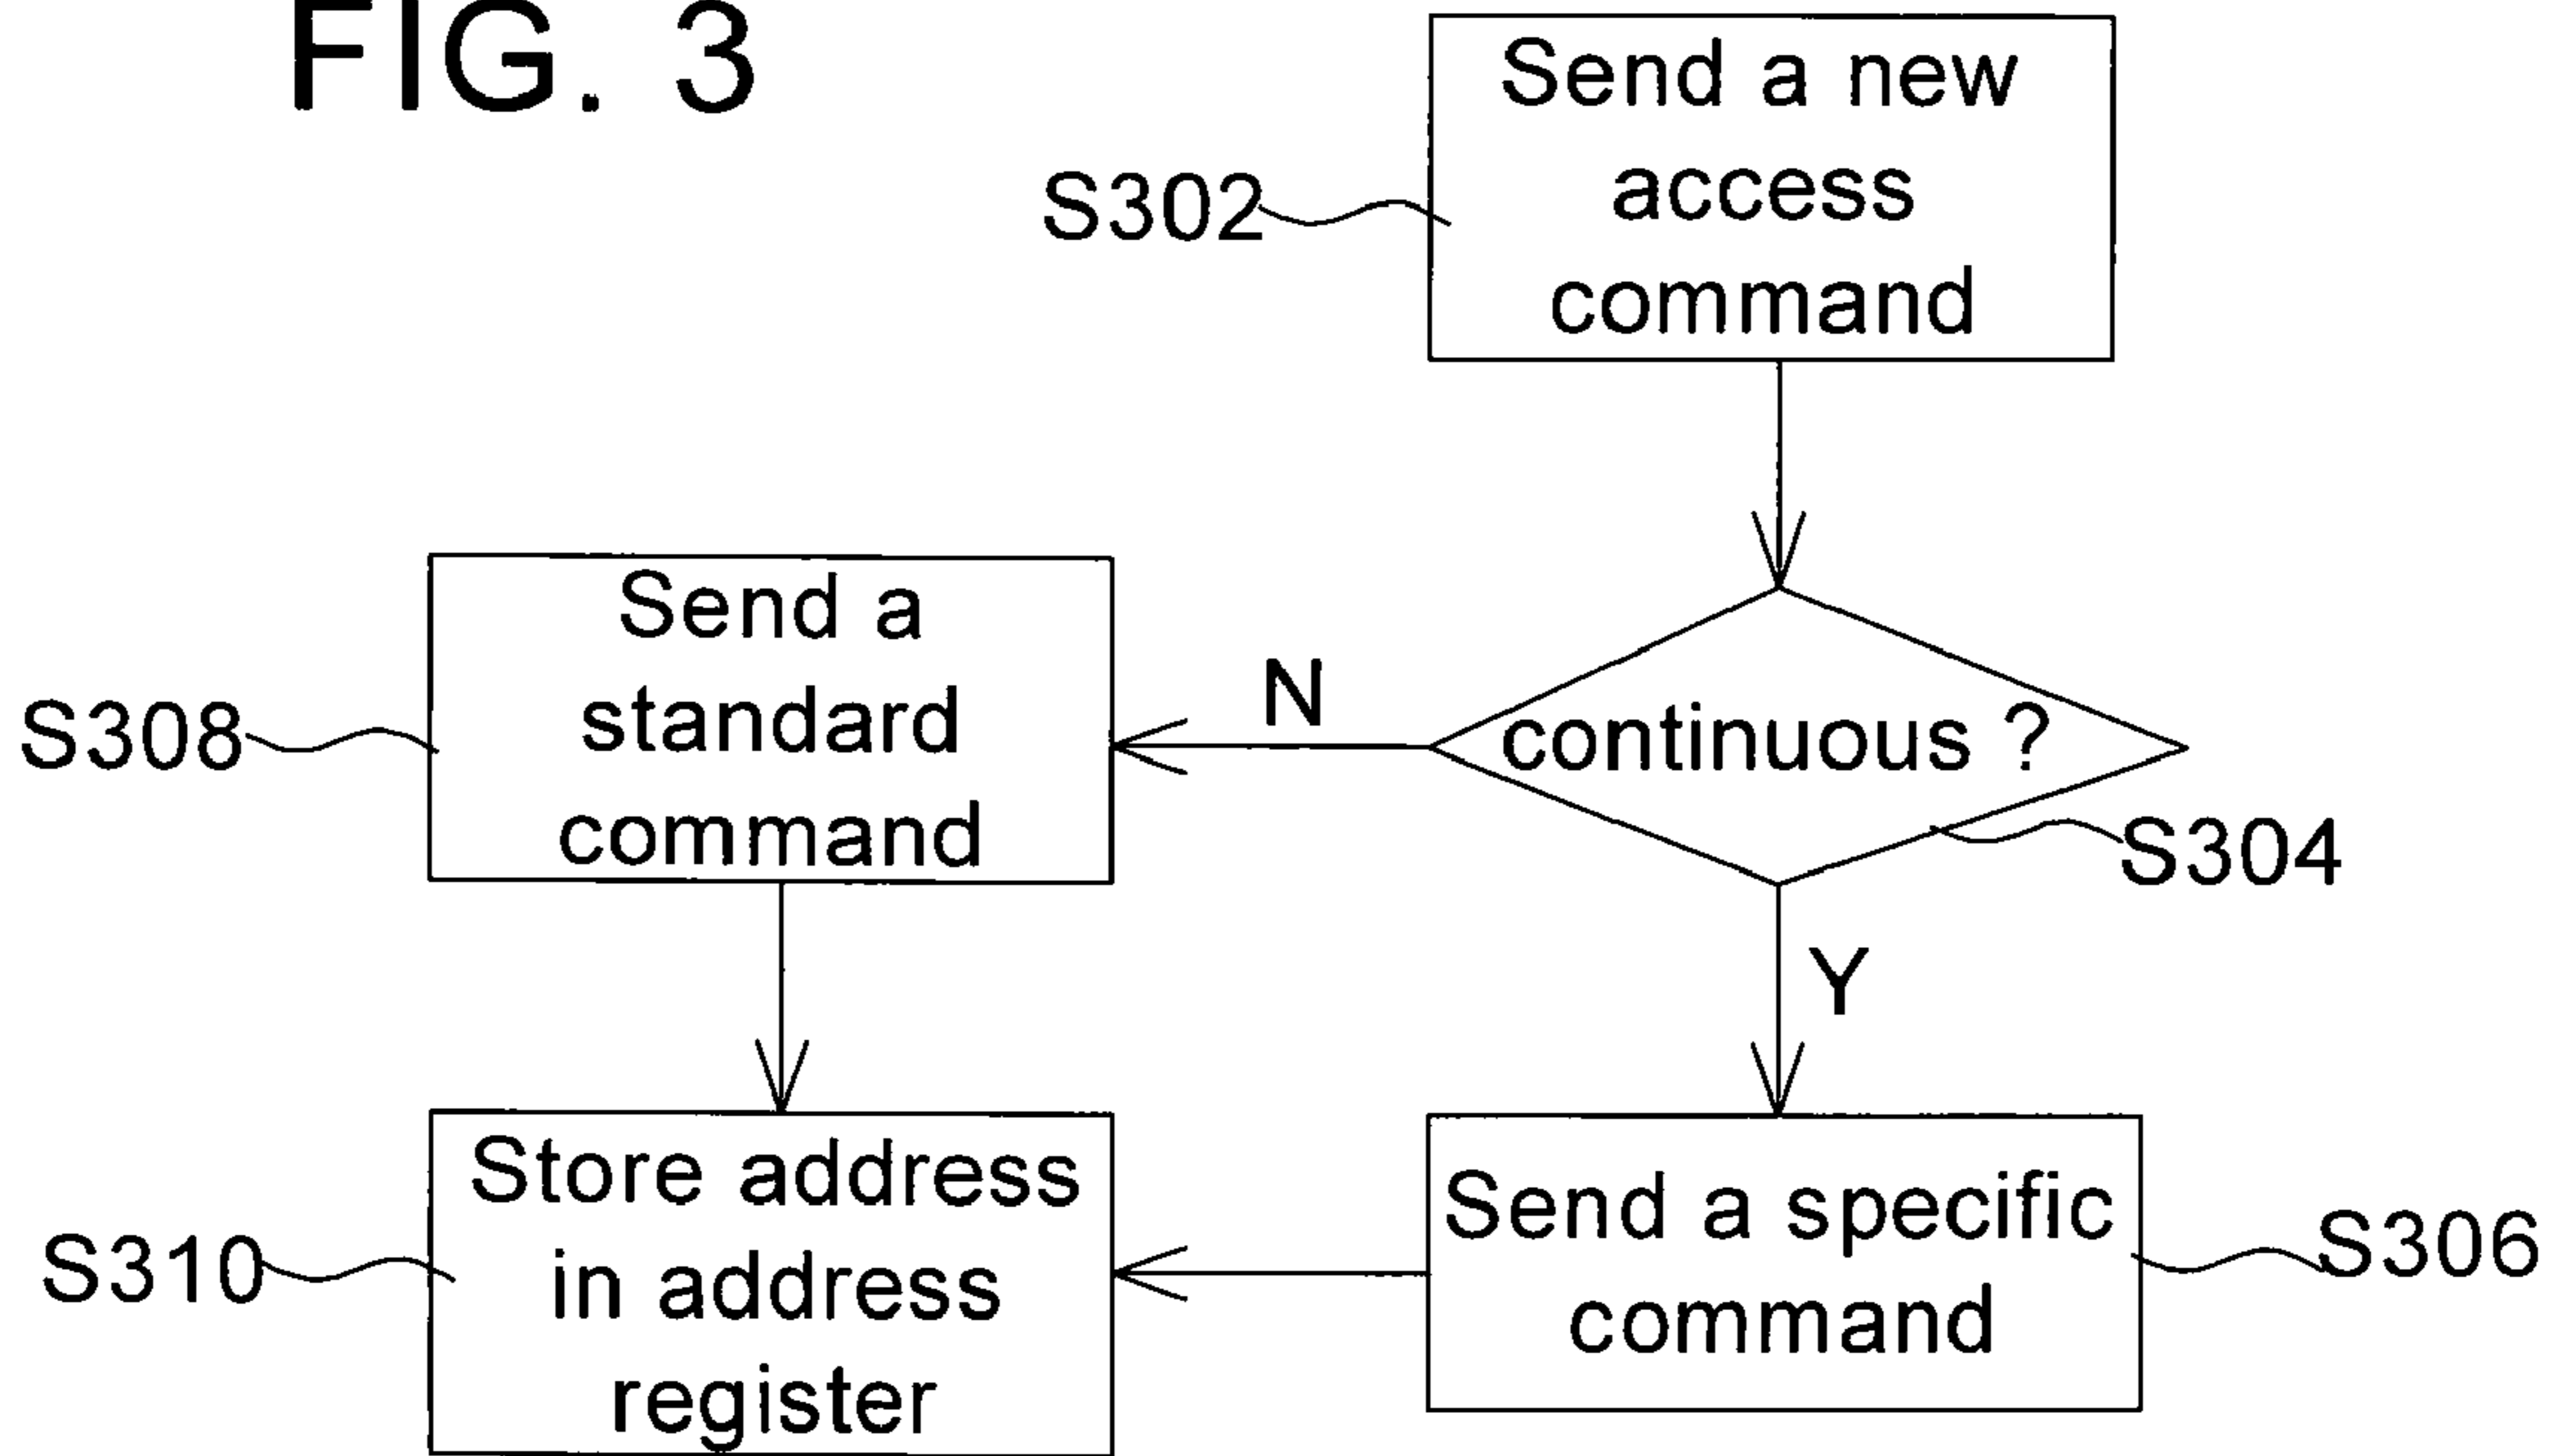 FIG. 3
Send a new
access
command
S302
continuous ?
S304
N
Y
Send a
standard
command
S308
Send a specific
command
S306
Store address
in address
register
S310